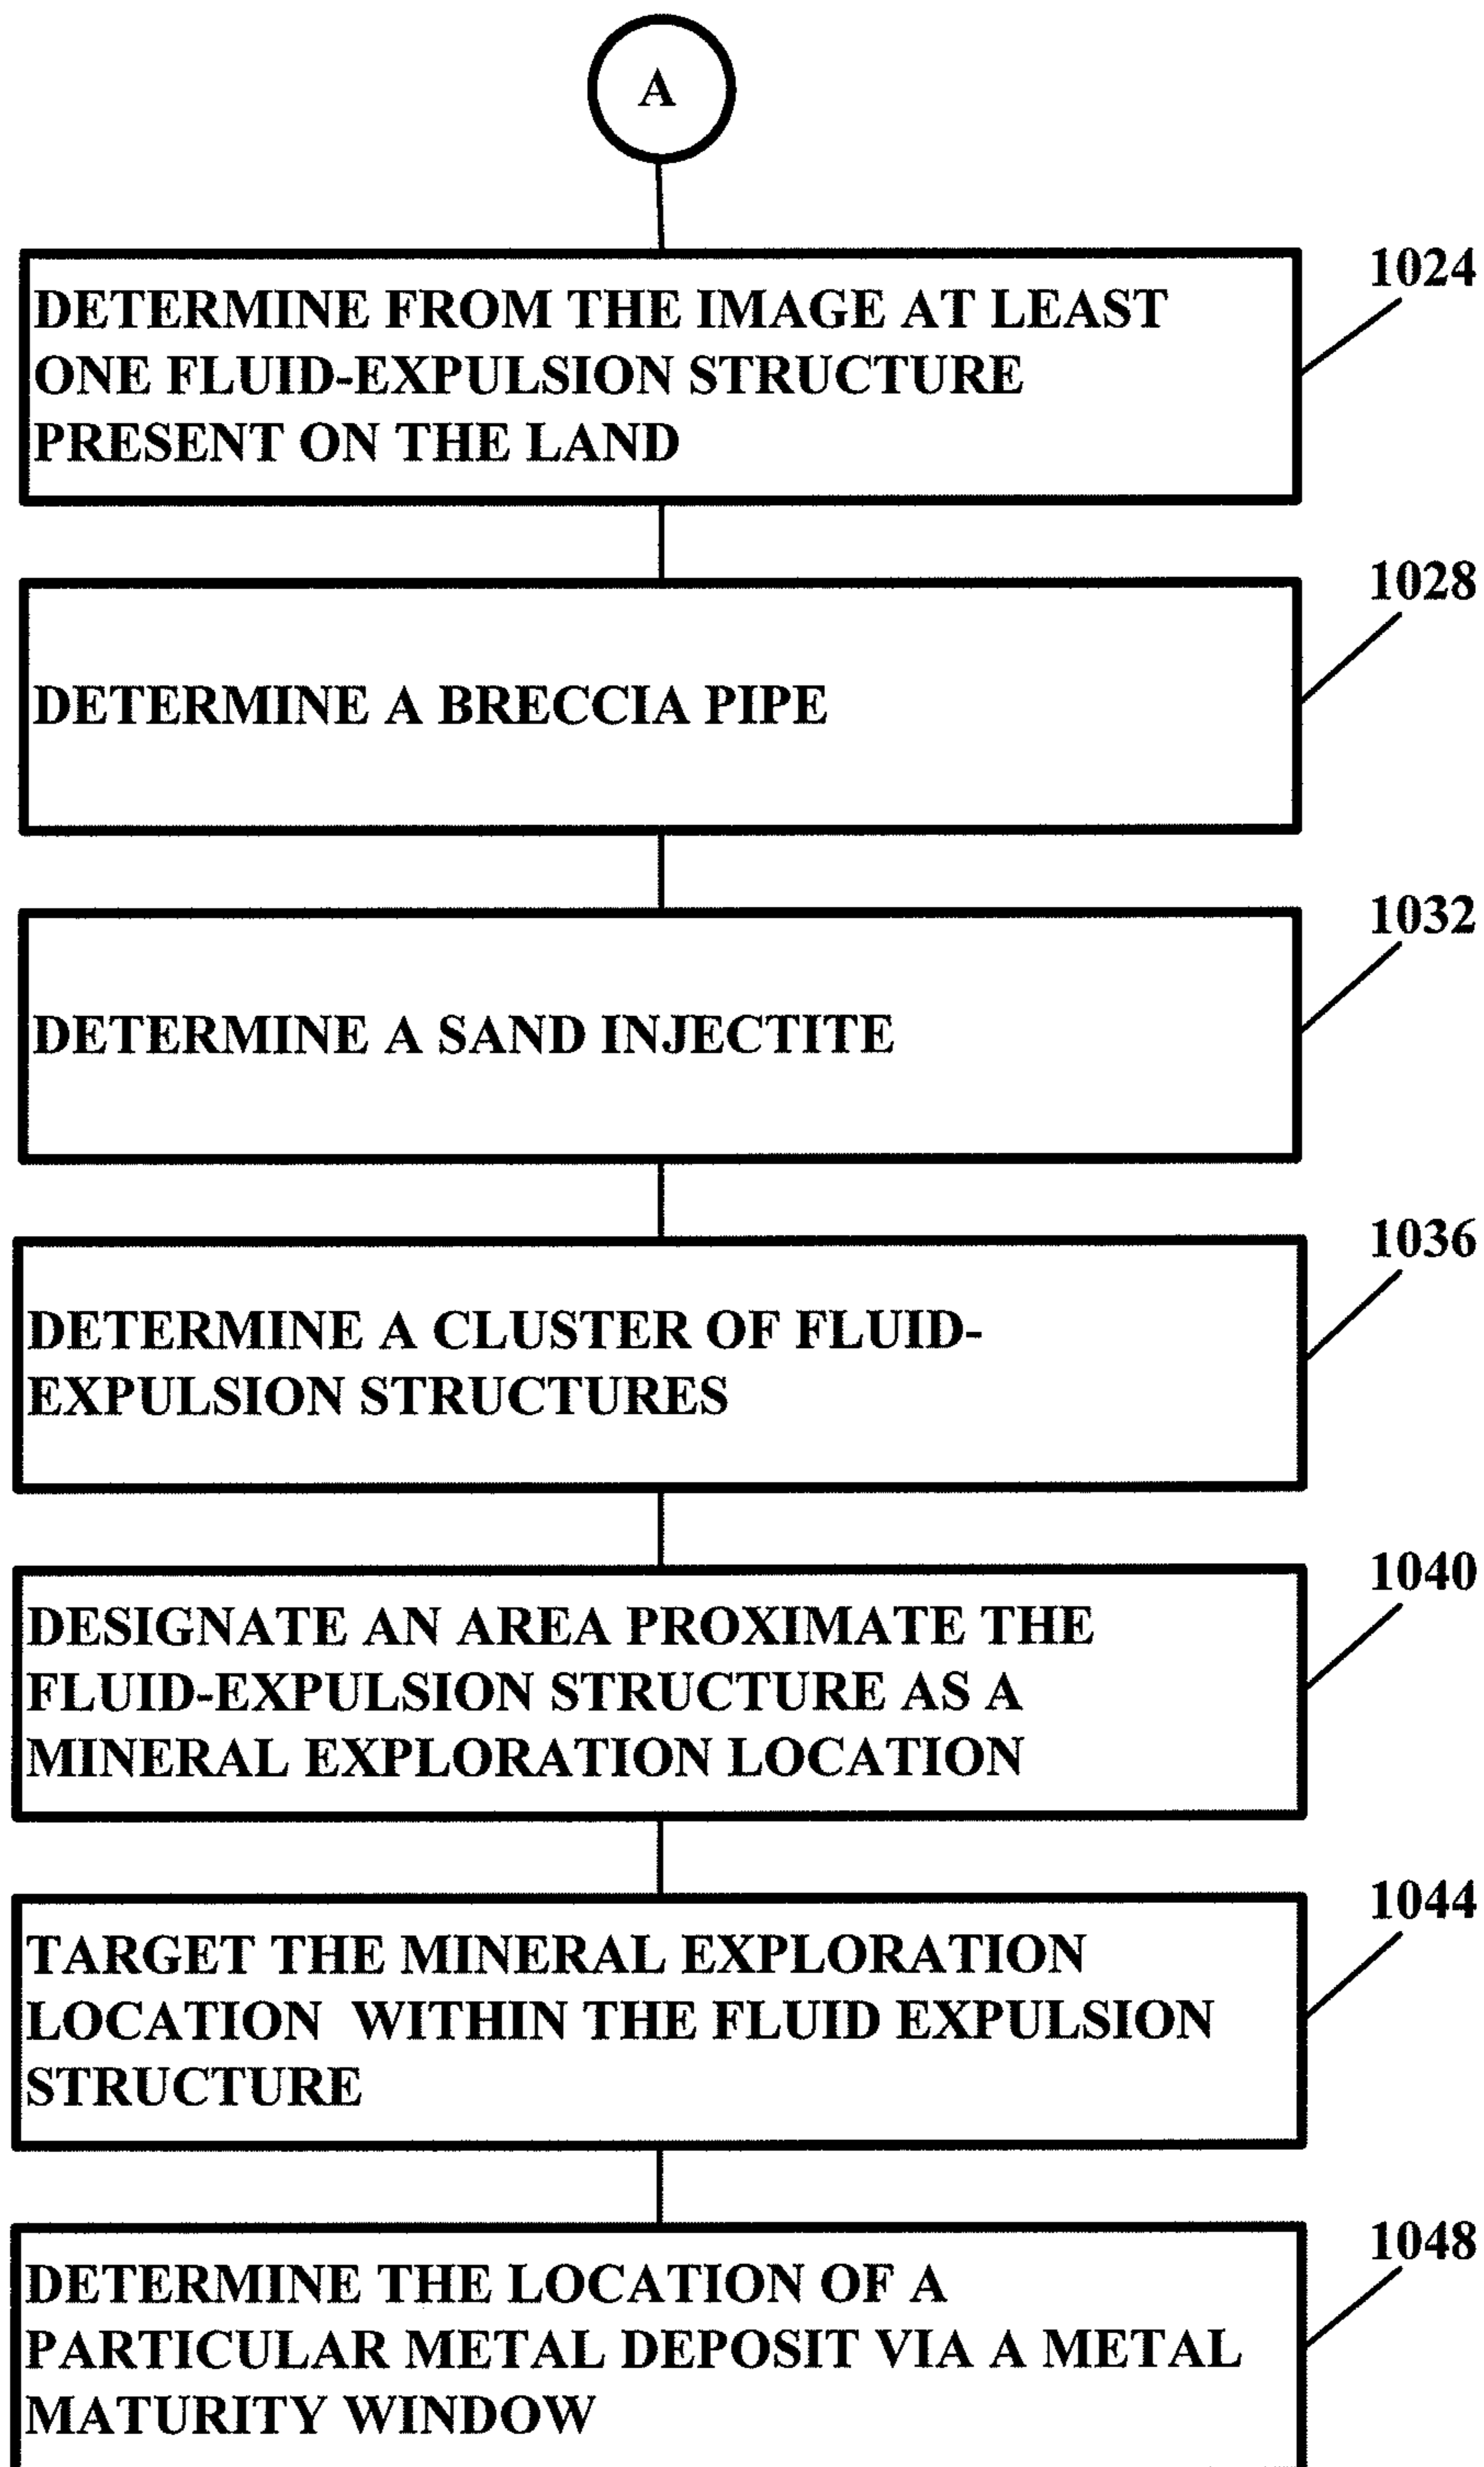 A
1024
DETERMINE FROM THE IMAGE AT LEAST
ONE FLUID-EXPULSION STRUCTURE
PRESENT ON THE LAND
1028
DETERMINE A BRECCIA PIPE
1032
DETERMINE A SAND INJECTITE
1036
DETERMINE A CLUSTER OF FLUID-
EXPULSION STRUCTURES
1040
DESIGNATE AN AREA PROXIMATE THE
FLUID-EXPULSION STRUCTURE AS A
MINERAL EXPLORATION LOCATION
1044
TARGET THE MINERAL EXPLORATION
LOCATION WITHIN THE FLUID EXPULSION
STRUCTURE
1048
DETERMINE THE LOCATION OF A
PARTICULAR METAL DEPOSIT VIA A METAL
MATURITY WINDOW